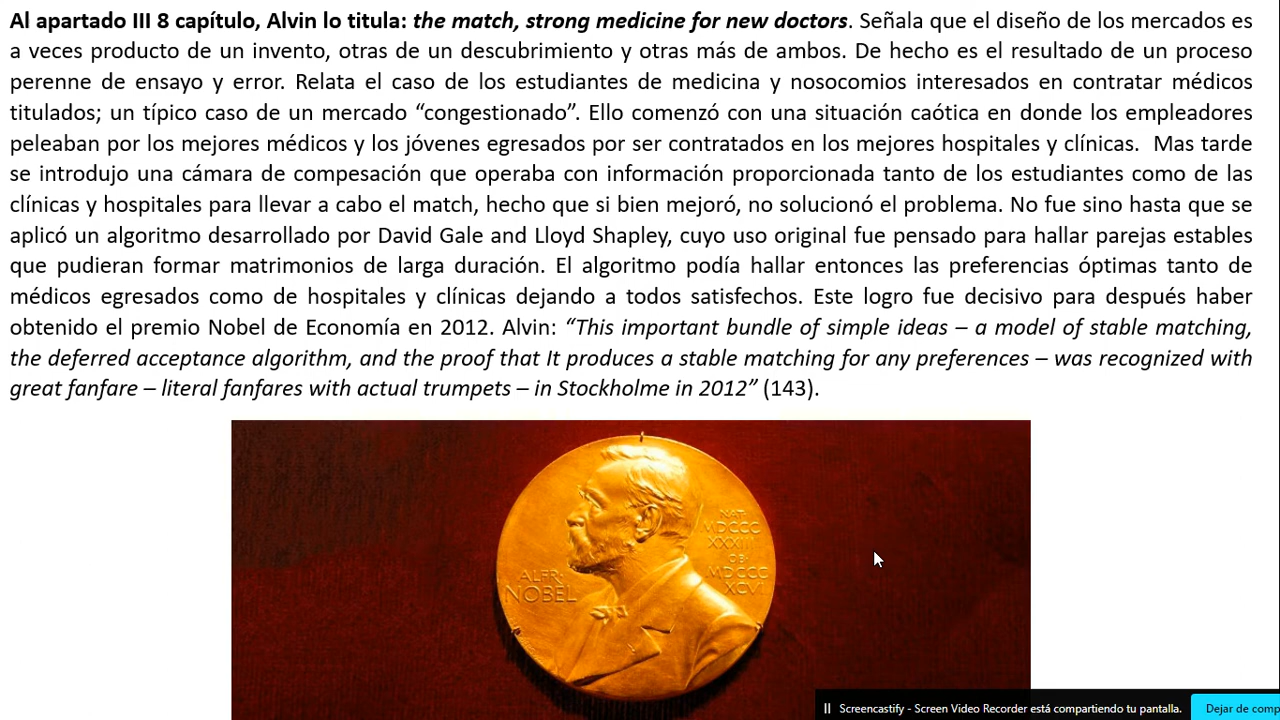 Al apartado III 8 capítulo, Alvin lo titula: the match, strong medicine for new doctors. Señala que el diseño de los mercados es
a veces producto de un invento, otras de un descubrimiento y otras más de ambos. De hecho es el resultado de un proceso
perenne de ensayo y error. Relata el caso de los estudiantes de medicina y nosocomios interesados en contratar médicos
titulados; un típico caso de un mercado “congestionado”. Ello comenzó con una situación caótica en donde los empleadores
peleaban por los mejores médicos y los jóvenes egresados por ser contratados en los mejores hospitales y clínicas. Mas tarde
se introdujo una cámara de compesación que operaba con información proporcionada tanto de los estudiantes como de las
clínicas y hospitales para llevar a cabo el match, hecho que si bien mejoró, no solucionó el problema. No fue sino hasta que se
aplicó un algoritmo desarrollado por David Gale and Lloyd Shapley, cuyo uso original fue pensado para hallar parejas estables
que pudieran formar matrimonios de larga duración. El algoritmo podía hallar entonces las preferencias óptimas tanto de
médicos egresados como de hospitales y clínicas dejando a todos satisfechos. Este logro fue decisivo para después haber
obtenido el premio Nobel de Economía en 2012. Alvin: “This important bundle of simple ideas – a model of stable matching,
the deferred acceptance algorithm, and the proof that It produces a stable matching for any preferences – was recognized with
great fanfare – literal fanfares with actual trumpets – in Stockholme in 2012” (143).
NAT·
MDCCC
XXXIII
OB·
MDCCC
XCVI
ALFR·
NOBEL
Screencastify - Screen Video Recorder está compartiendo tu pantalla.
Dejar de comp